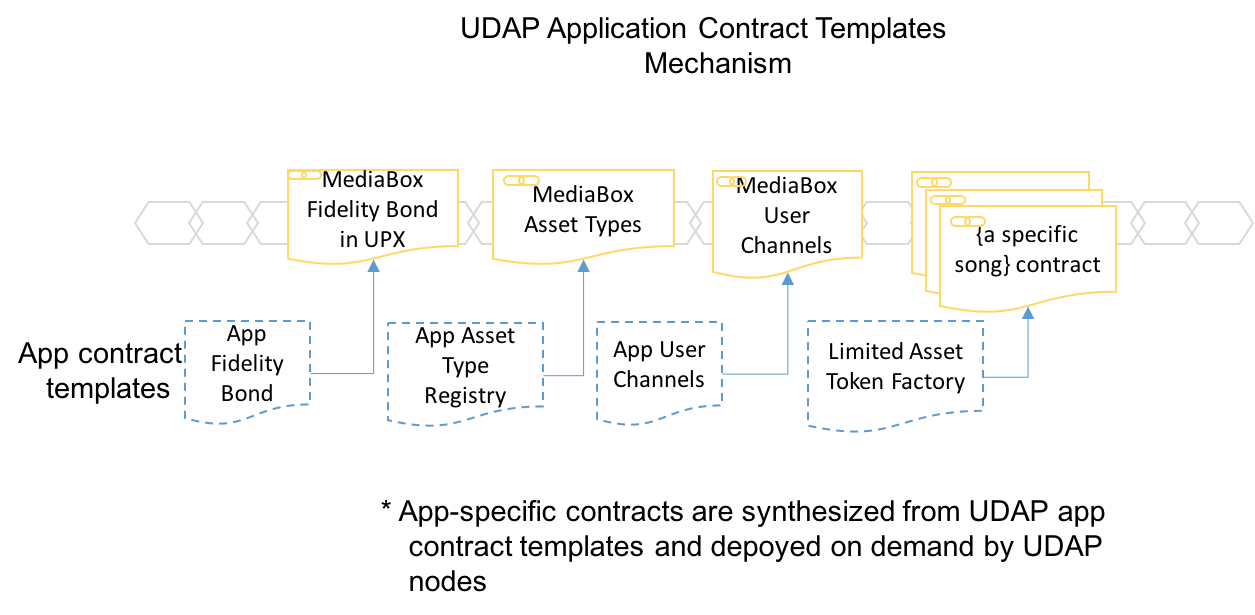 UDAP Application Contract Templates
Mechanism
MediaBox
Fidelity Bond
in UPX
MediaBox
Asset Types
MediaBox
User
Channels
{a specific
song} contract
App contract
templates
App
Fidelity
Bond
App Asset
Type
Registry
App User
Channels
Limited Asset
Token Factory
* App-specific contracts are synthesized from UDAP app
contract templates and depoyed on demand by UDAP
nodes